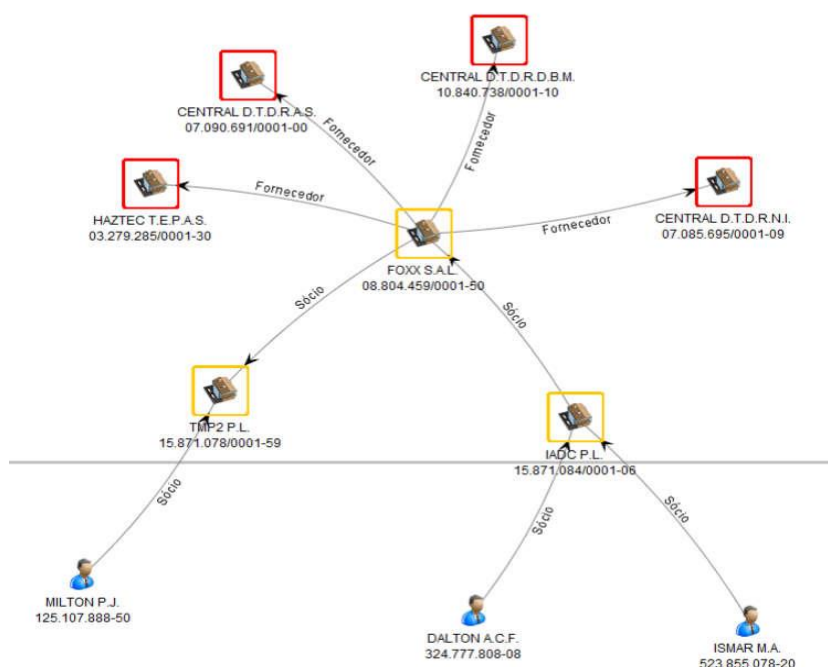 CENTRAL D.T.D.R.D.B.M.
10.840.738/0001-10
CENTRAL D.T.D.R.A.S.
07.090.691/0001-00
Fornecedor
Fornecedor
HAZTEC T.E.P.A.S.
03.279.285/0001-30
Fornecedor
CENTRAL D.T.D.R.N.I.
07.085.695/0001-09
Fornecedor
FOXX S.A.L.
08.804.459/0001-50
Sócio
Sócio
TMP2 P.L.
15.871.078/0001-59
IADC P.L.
15.871.084/0001-06
Sócio
Sócio
Sócio
MILTON P.J.
125.107.888-50
DALTON A.C.F.
324.777.808-08
ISMAR M.A.
523.855.078-20